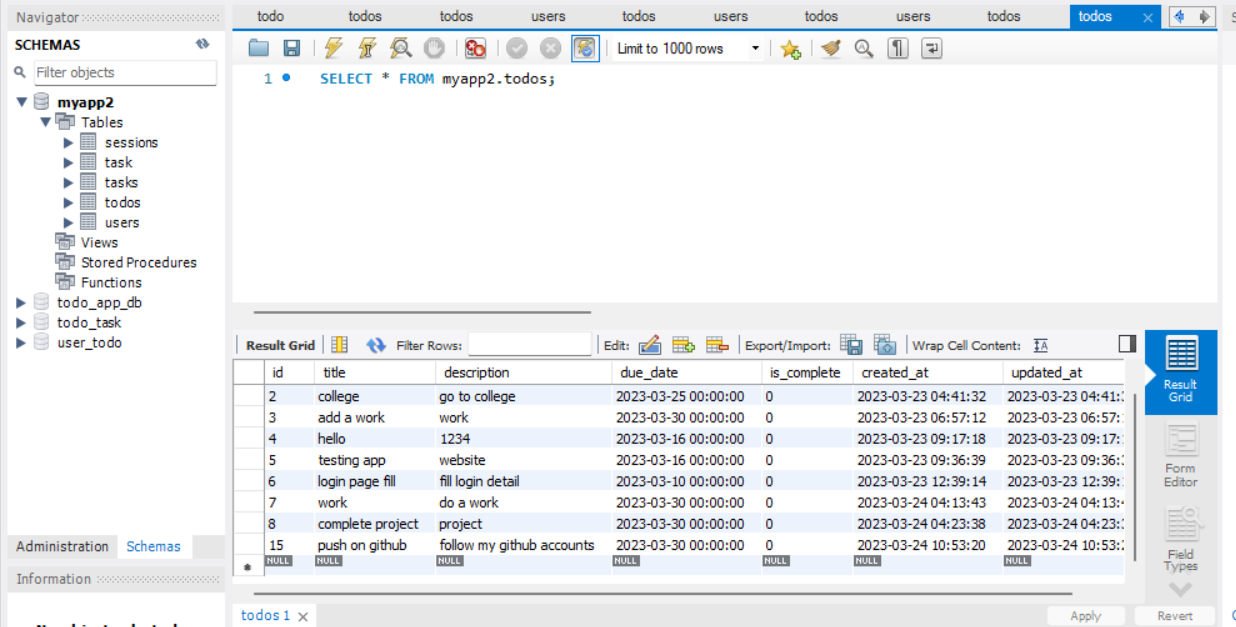 Navigator
todo todos todos users todos users todos users todos todos
SCHEMAS
Limit to 1000 rows
Filter objects
1 SELECT * FROM myapp2.todos;
myapp2
Tables
sessions
task
tasks
todos
users
Views
Stored Procedures
Functions
todo_app_db
todo_task
user_todo
Result Grid Filter Rows: Edit: Export/Import: Wrap Cell Content:
id title description due_date is_complete created_at updated_at
2 college go to college 2023-03-25 00:00:00 0 2023-03-23 04:41:32 2023-03-23 04:41:
3 add a work work 2023-03-30 00:00:00 0 2023-03-23 06:57:12 2023-03-23 06:57:
4 hello 1234 2023-03-16 00:00:00 0 2023-03-23 09:17:18 2023-03-23 09:17:
5 testing app website 2023-03-16 00:00:00 0 2023-03-23 09:36:39 2023-03-23 09:36:
6 login page fill fill login detail 2023-03-10 00:00:00 0 2023-03-23 12:39:14 2023-03-23 12:39:
7 work do a work 2023-03-30 00:00:00 0 2023-03-24 04:13:43 2023-03-24 04:13:
8 complete project project 2023-03-30 00:00:00 0 2023-03-24 04:23:38 2023-03-24 04:23:
15 push on github follow my github accounts 2023-03-30 00:00:00 0 2023-03-24 10:53:20 2023-03-24 10:53:
NULL NULL NULL NULL NULL NULL NULL
Result
Grid
Form
Editor
Field
Types
Administration Schemas
Information
todos 1
Apply Revert